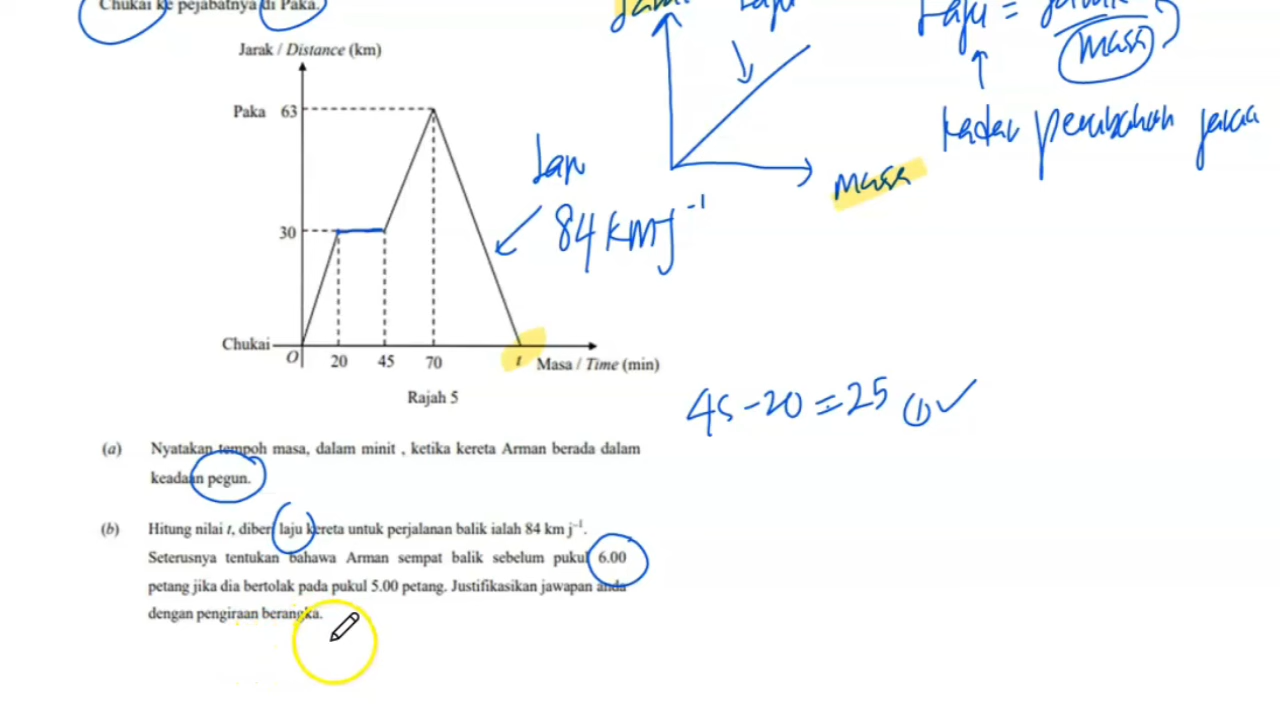 Chukai ke pejabatnya di Paka.
Laju =
masa
kadar perubahan jarak
Jarak / Distance (km)
Paka 63
30
Chukai
O 20 45 70 t Masa / Time (min)
Rajah 5
Laju
84 kmj⁻¹
masa
45 - 20 = 25 ① ✓
(a) Nyatakan tempoh masa, dalam minit , ketika kereta Arman berada dalam
keadaan pegun.
(b) Hitung nilai t, diberi laju kereta untuk perjalanan balik ialah 84 km j⁻¹.
Seterusnya tentukan bahawa Arman sempat balik sebelum pukul 6.00
petang jika dia bertolak pada pukul 5.00 petang. Justifikasikan jawapan anda
dengan pengiraan berangka.